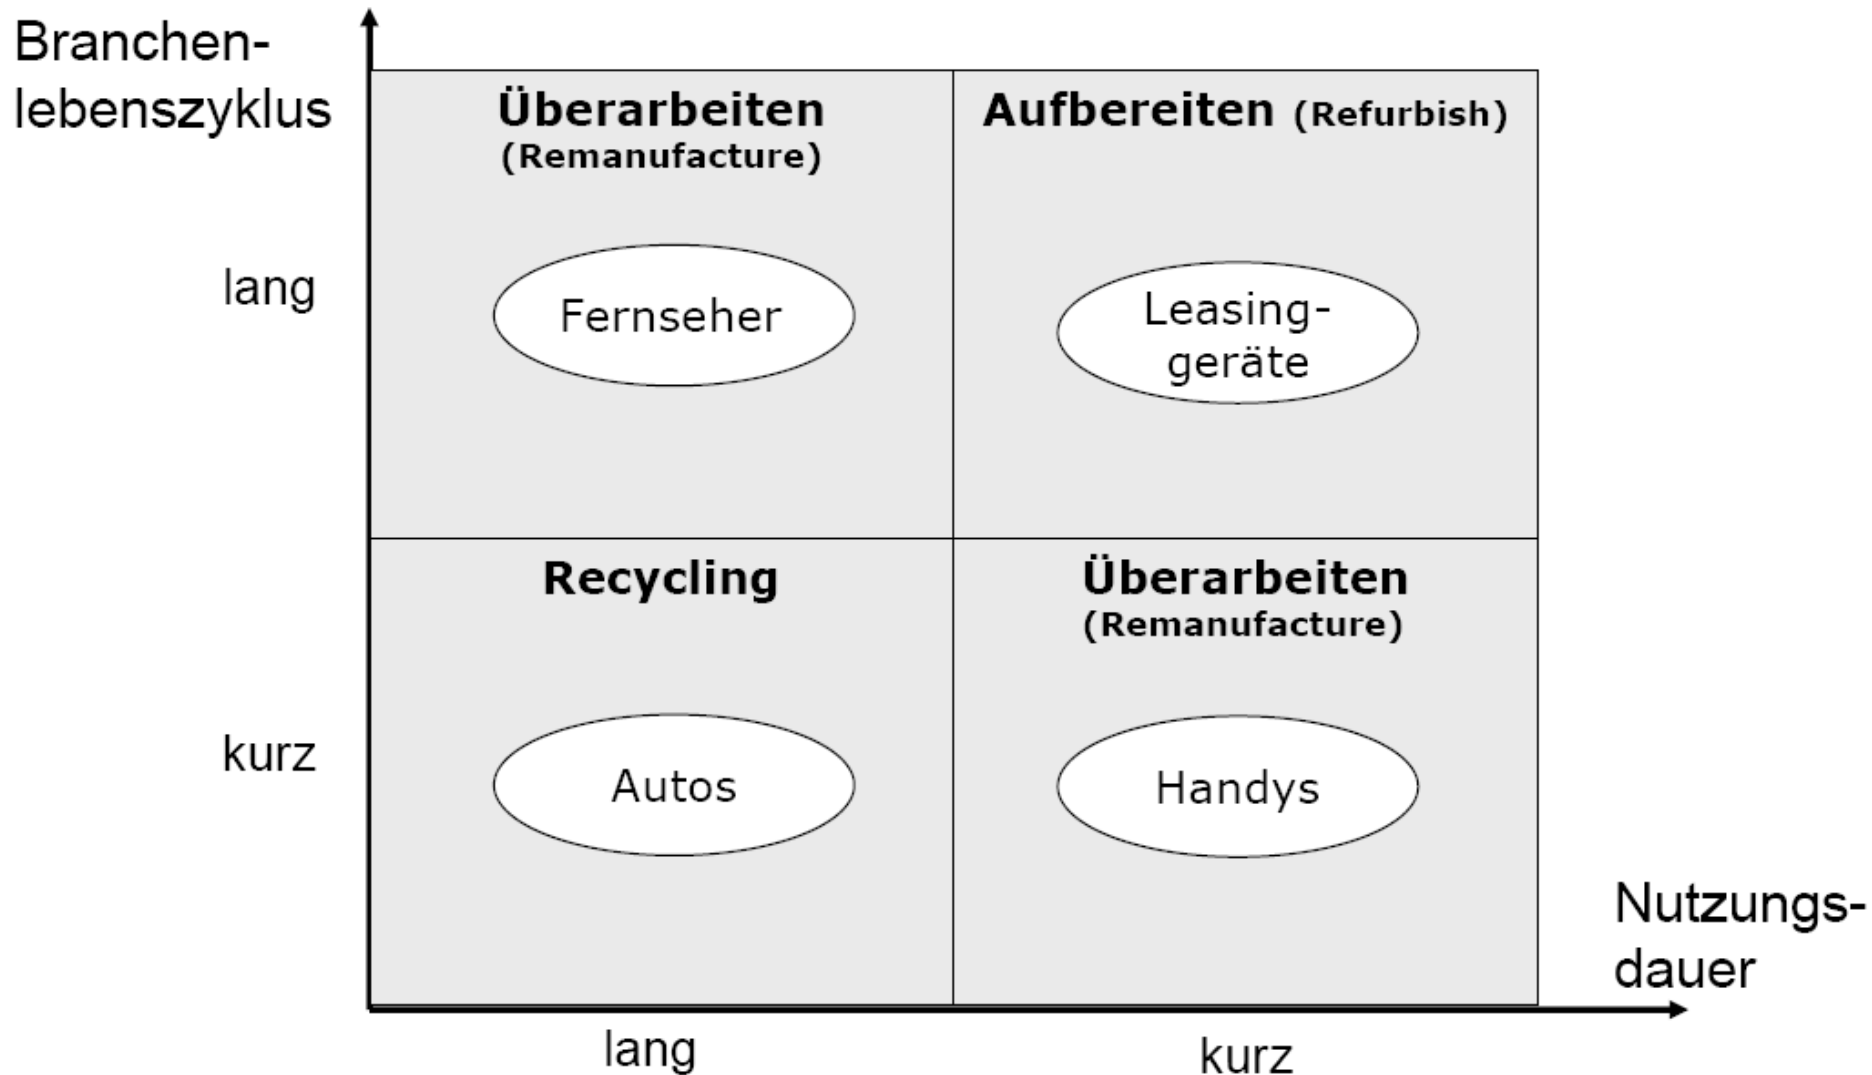 Branchen-
lebenszyklus
Überarbeiten
(Remanufacture)
Aufbereiten (Refurbish)
lang
Fernseher
Leasing-
geräte
Recycling
Überarbeiten
(Remanufacture)
kurz
Autos
Handys
Nutzungs-
dauer
lang
kurz